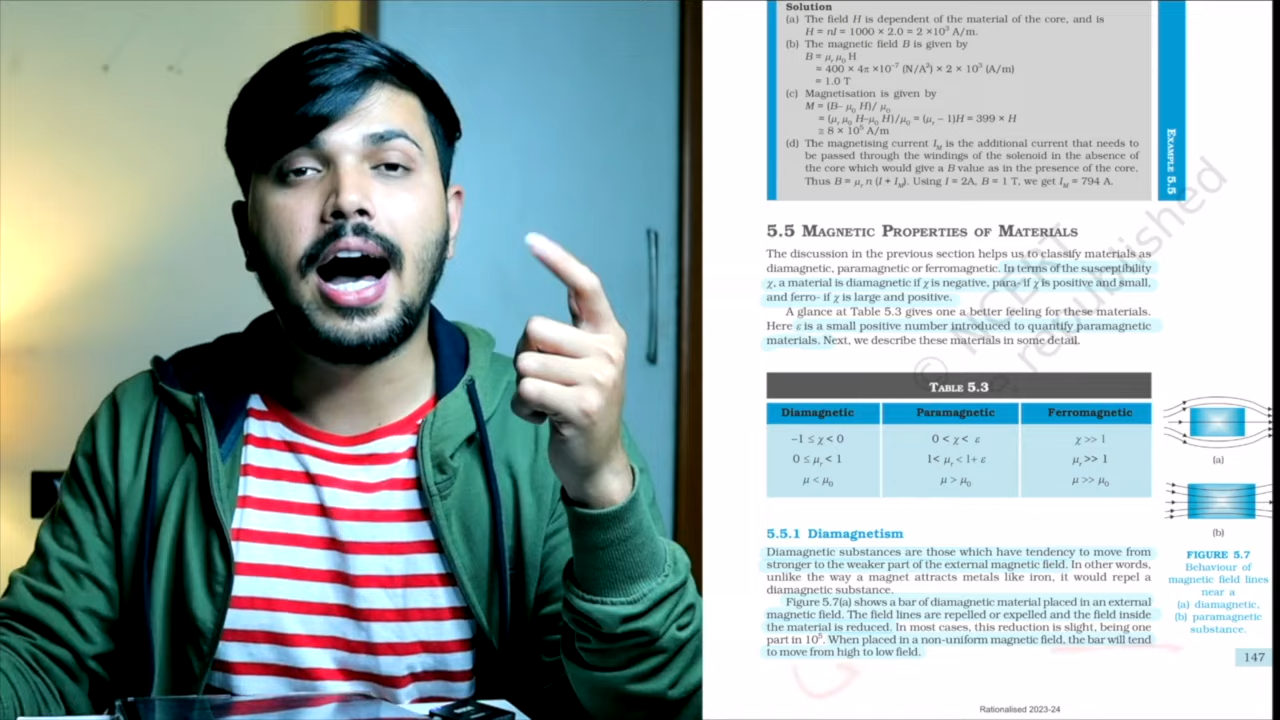 Solution
(a) The field H is dependent of the material of the core, and is
H = nI = 1000 × 2.0 = 2 ×10³ A/m.
(b) The magnetic field B is given by
B = μᵣ μ₀ H
= 400 × 4π ×10⁻⁷ (N/A²) × 2 × 10³ (A/m)
= 1.0 T
(c) Magnetisation is given by
M = (B– μ₀ H)/ μ₀
= (μᵣ μ₀ H–μ₀ H)/μ₀ = (μᵣ – 1)H = 399 × H
≅ 8 × 10⁵ A/m
(d) The magnetising current I_M is the additional current that needs to
be passed through the windings of the solenoid in the absence of
the core which would give a B value as in the presence of the core.
Thus B = μᵣ n (I + I_M). Using I = 2A, B = 1 T, we get I_M = 794 A.
EXAMPLE 5.5
5.5 MAGNETIC PROPERTIES OF MATERIALS
The discussion in the previous section helps us to classify materials as
diamagnetic, paramagnetic or ferromagnetic. In terms of the susceptibility
χ, a material is diamagnetic if χ is negative, para- if χ is positive and small,
and ferro- if χ is large and positive.
A glance at Table 5.3 gives one a better feeling for these materials.
Here ε is a small positive number introduced to quantify paramagnetic
materials. Next, we describe these materials in some detail.
© NCERT
republished
TABLE 5.3
Diamagnetic Paramagnetic Ferromagnetic
–1 ≤ χ < 0 0 < χ < ε χ >> 1
0 ≤ μᵣ < 1 1< μᵣ < 1+ ε μᵣ >> 1
μ < μ₀ μ > μ₀ μ >> μ₀
(a)
(b)
FIGURE 5.7
Behaviour of
magnetic field lines
near a
(a) diamagnetic,
(b) paramagnetic
substance.
5.5.1 Diamagnetism
Diamagnetic substances are those which have tendency to move from
stronger to the weaker part of the external magnetic field. In other words,
unlike the way a magnet attracts metals like iron, it would repel a
diamagnetic substance.
Figure 5.7(a) shows a bar of diamagnetic material placed in an external
magnetic field. The field lines are repelled or expelled and the field inside
the material is reduced. In most cases, this reduction is slight, being one
part in 10⁵. When placed in a non-uniform magnetic field, the bar will tend
to move from high to low field.
147
Rationalised 2023-24